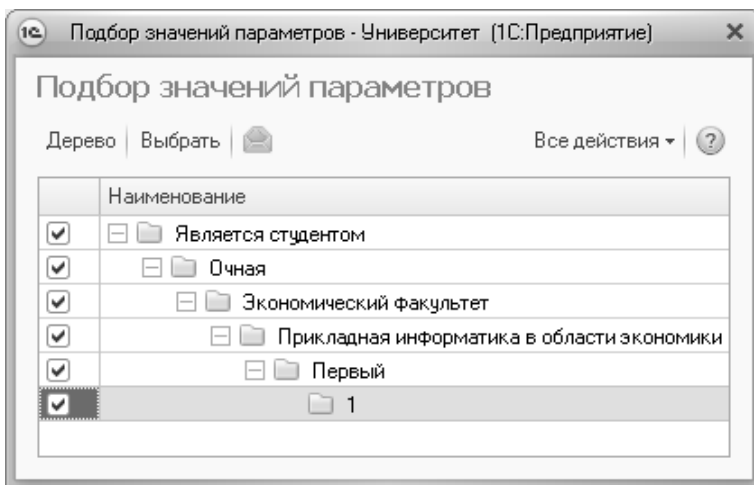 Подбор значений параметров - Университет (1С:Предприятие)
Подбор значений параметров
Дерево Выбрать Все действия ?
Наименование
Является студентом
Очная
Экономический факультет
Прикладная информатика в области экономики
Первый
1